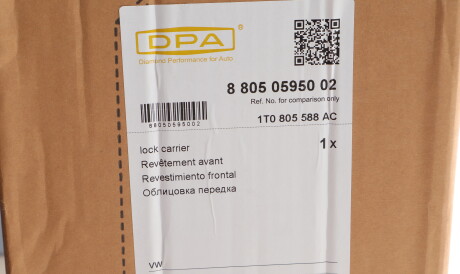 DPA®
Diamond Performance for Auto
8 805 05950 02
Ref. No. for comparison only
88050595002
1T0 805 588 AC
lock carrier
1 x
Revêtement avant
Revestimiento frontal
Облицовка передка
VW